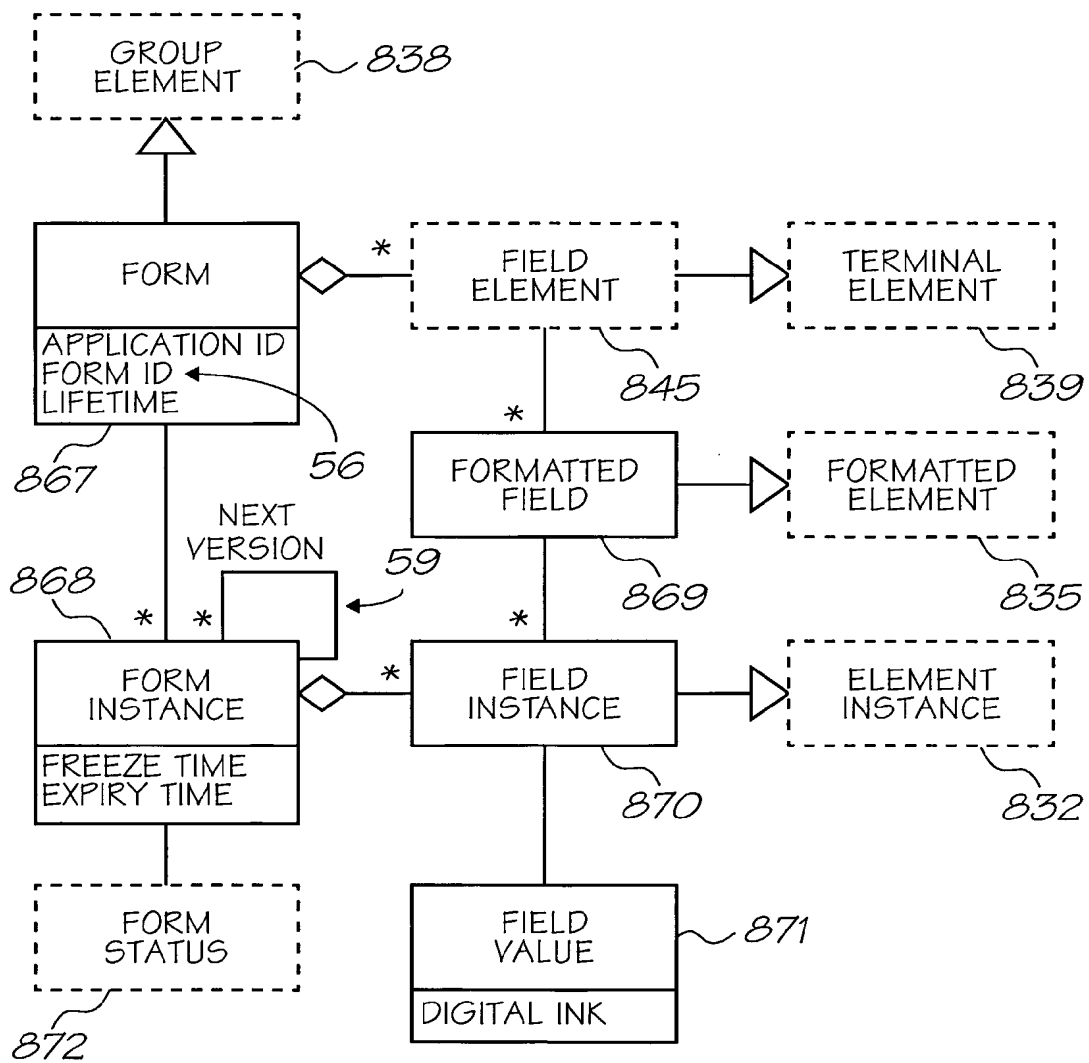 GROUP
ELEMENT
838
FORM
*
FIELD
ELEMENT
TERMINAL
ELEMENT
APPLICATION ID
FORM ID
LIFETIME
845
839
867
56
*
FORMATTED
FIELD
FORMATTED
ELEMENT
NEXT
VERSION
59
869
835
868
*
*
*
FORM
INSTANCE
*
FIELD
INSTANCE
ELEMENT
INSTANCE
FREEZE TIME
EXPIRY TIME
870
832
FORM
STATUS
FIELD
VALUE
871
872
DIGITAL INK